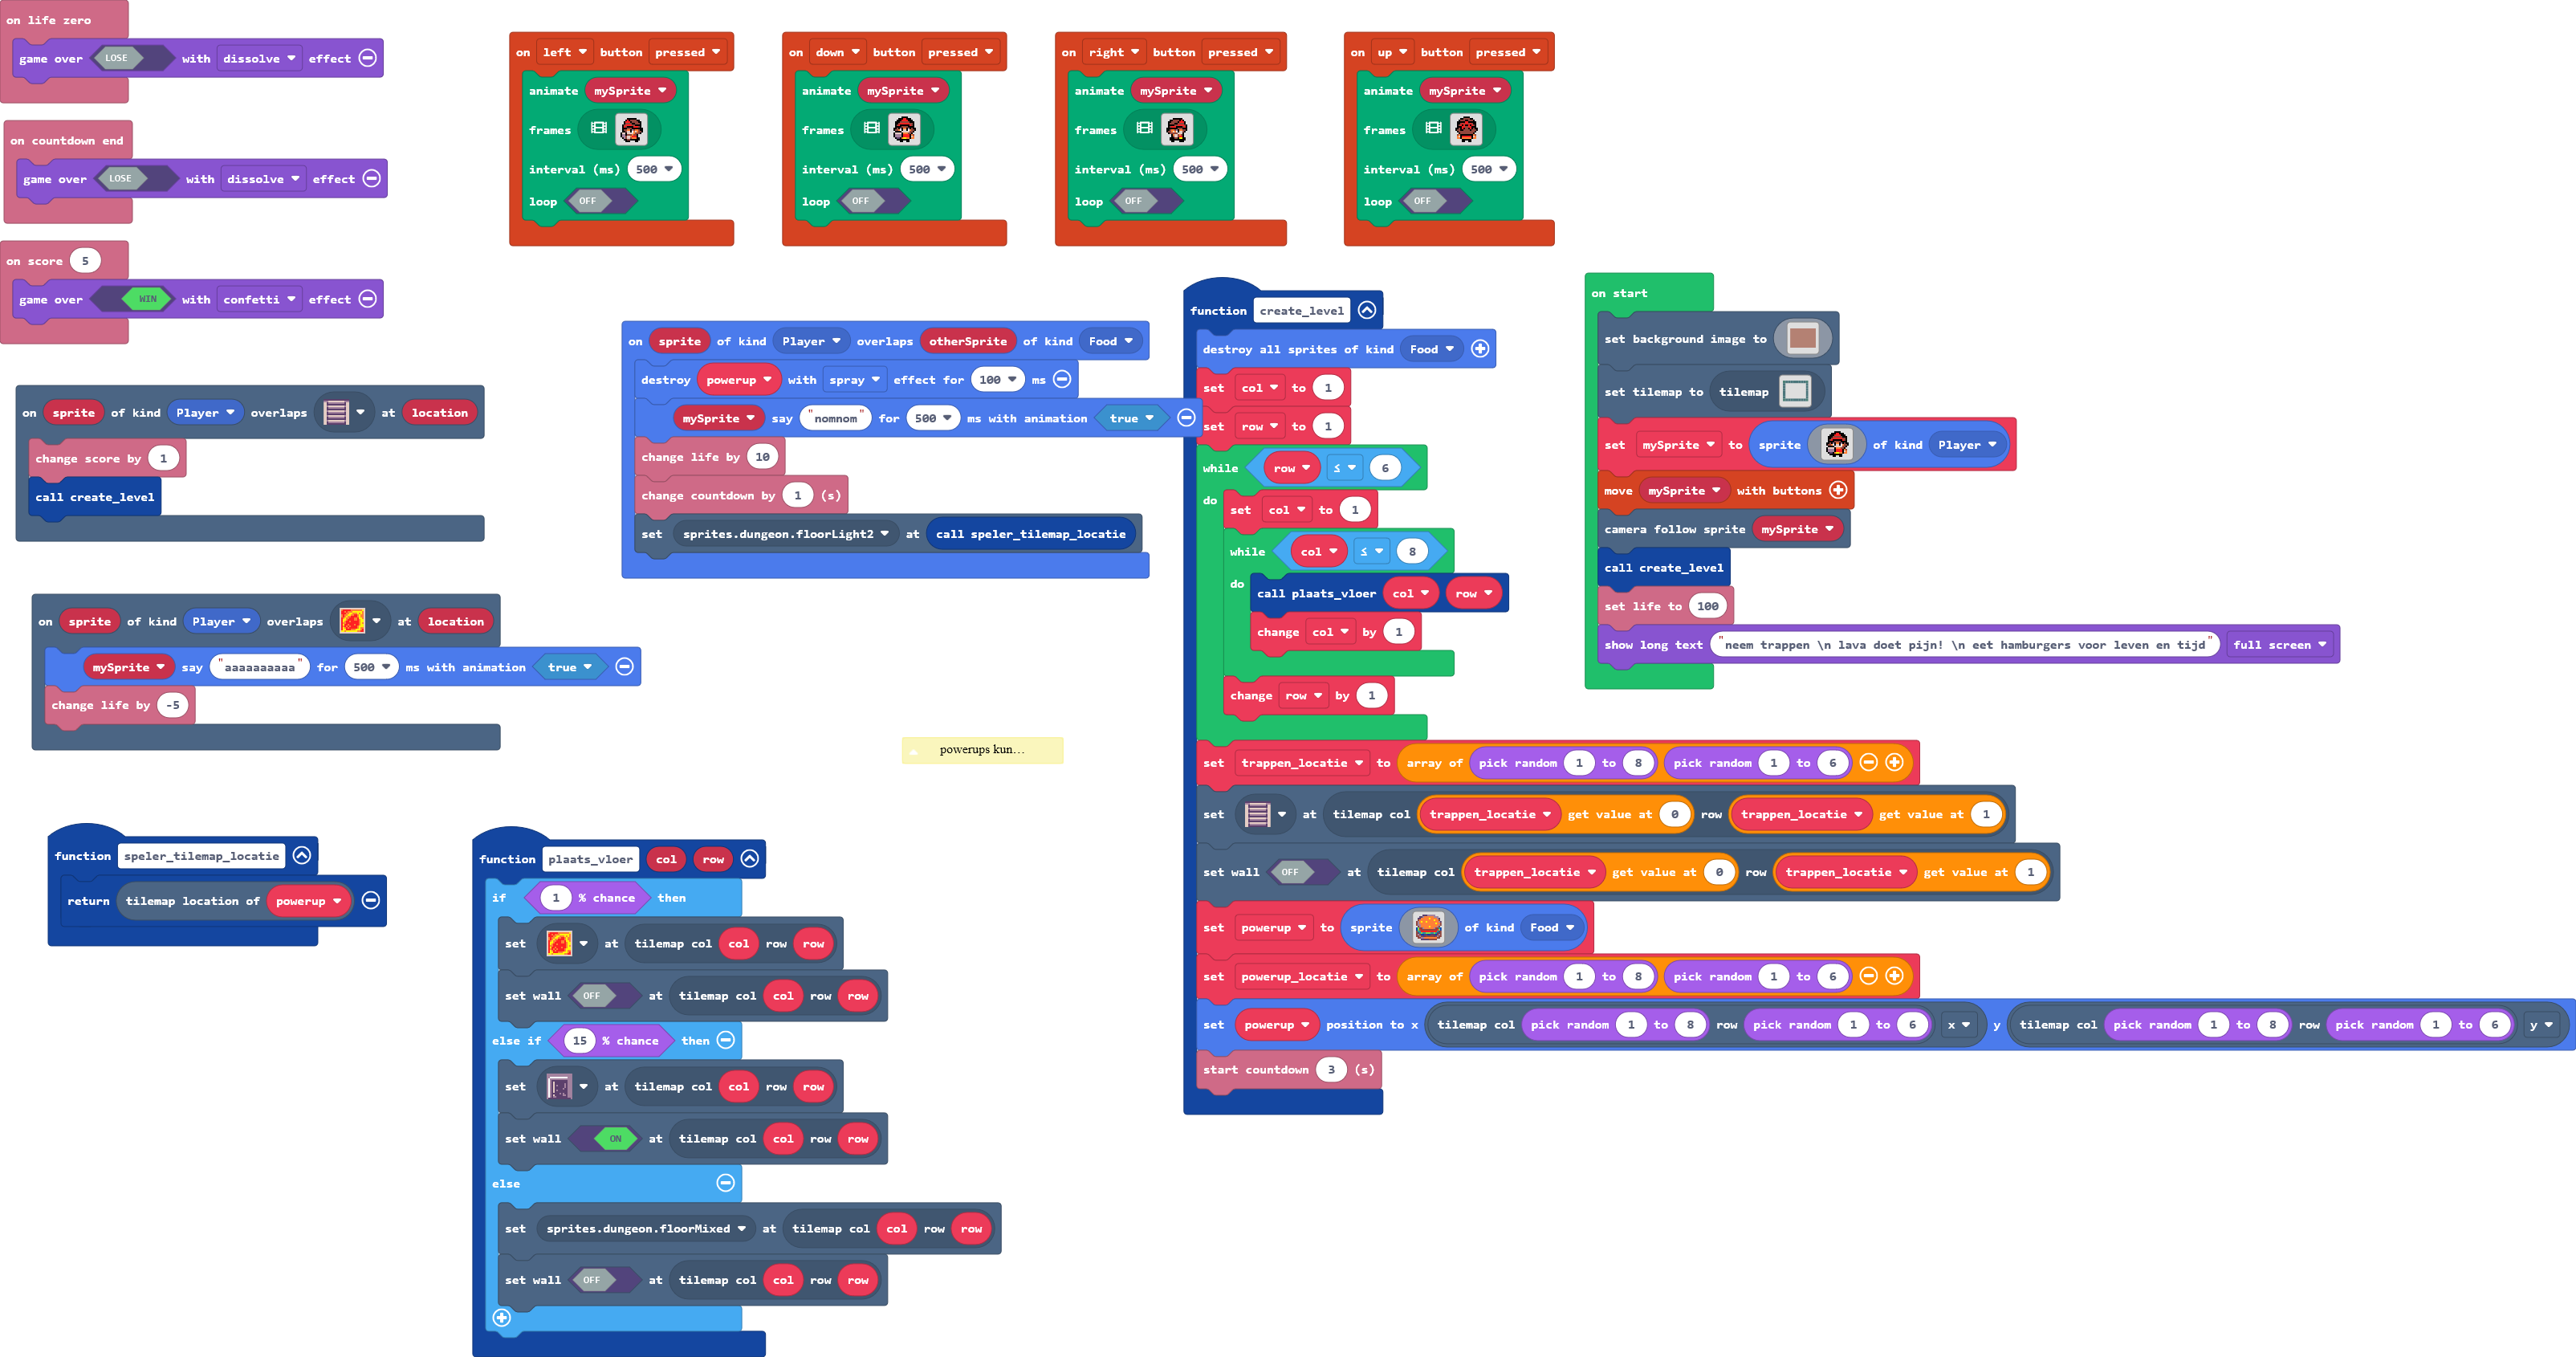 on life zero
game over LOSE with dissolve effect
on countdown end
game over LOSE with dissolve effect
on score 5
game over WIN with confetti effect
on left button pressed
animate mySprite
frames
interval (ms) 500
loop OFF
on down button pressed
animate mySprite
frames
interval (ms) 500
loop OFF
on right button pressed
animate mySprite
frames
interval (ms) 500
loop OFF
on up button pressed
animate mySprite
frames
interval (ms) 500
loop OFF
on sprite of kind Player overlaps at location
change score by 1
call create_level
on sprite of kind Player overlaps at location
mySprite say "aaaaaaaaaa" for 500 ms with animation true
change life by -5
on sprite of kind Player overlaps otherSprite of kind Food
destroy powerup with spray effect for 100 ms
mySprite say "nomnom" for 500 ms with animation true
change life by 10
change countdown by 1 (s)
set sprites.dungeon.floorLight2 at call speler_tilemap_locatie
powerups kun...
function speler_tilemap_locatie
return tilemap location of powerup
function plaats_vloer col row
if 1 % chance then
set at tilemap col col row row
set wall OFF at tilemap col col row row
else if 15 % chance then
set at tilemap col col row row
set wall ON at tilemap col col row row
else
set sprites.dungeon.floorMixed at tilemap col col row row
set wall OFF at tilemap col col row row
function create_level
destroy all sprites of kind Food
set col to 1
set row to 1
while row ≤ 6
do set col to 1
while col ≤ 8
do call plaats_vloer col row
change col by 1
change row by 1
set trappen_locatie to array of pick random 1 to 8 pick random 1 to 6
set at tilemap col trappen_locatie get value at 0 row trappen_locatie get value at 1
set wall OFF at tilemap col trappen_locatie get value at 0 row trappen_locatie get value at 1
set powerup to sprite of kind Food
set powerup_locatie to array of pick random 1 to 8 pick random 1 to 6
set powerup position to x tilemap col pick random 1 to 8 row pick random 1 to 6 x y tilemap col pick random 1 to 8 row pick random 1 to 6 y
start countdown 3 (s)
on start
set background image to
set tilemap to tilemap
set mySprite to sprite of kind Player
move mySprite with buttons
camera follow sprite mySprite
call create_level
set life to 100
show long text "neem trappen \n lava doet pijn! \n eet hamburgers voor leven en tijd" full screen